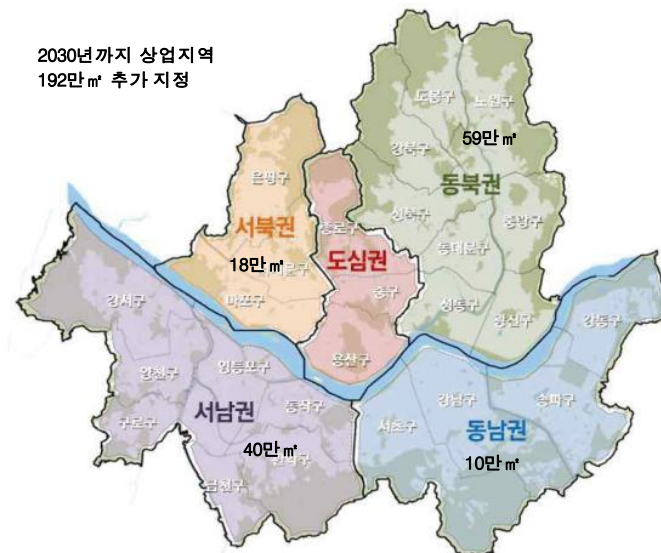 2030년까지 상업지역
192만㎡ 추가 지정
도봉구
노원구
59만㎡
강북구
동북권
은평구
성북구
중랑구
서북권
종로구
동대문구
도심권
18만㎡
마포구
중구
성동구
광진구
강동구
강서구
용산구
양천구
영등포구
강남구
송파구
서남권
동작구
서초구
동남권
구로구
40만㎡
10만㎡
금천구